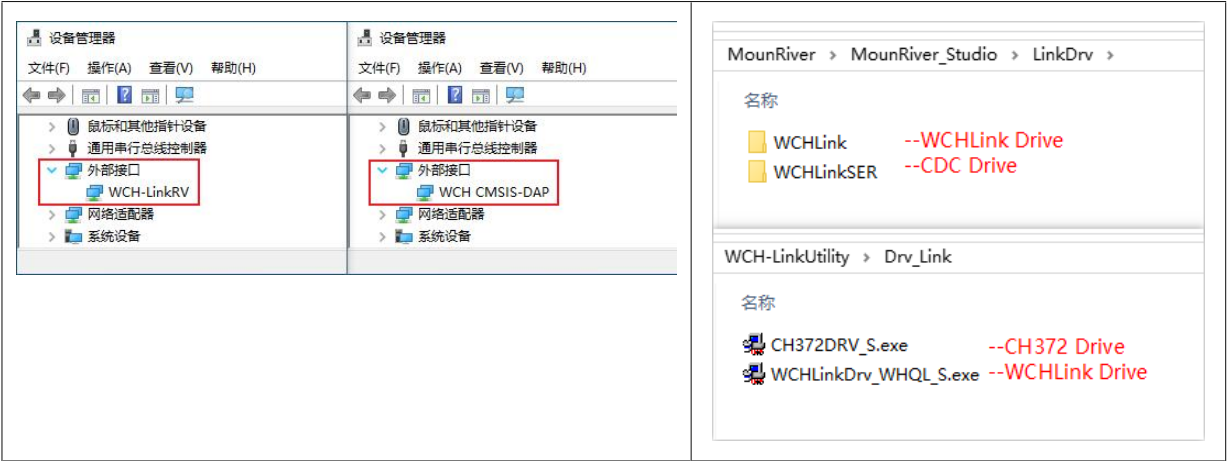 设备管理器
文件(F) 操作(A) 查看(V) 帮助(H)
鼠标和其他指针设备
通用串行总线控制器
外部接口
WCH-LinkRV
网络适配器
系统设备
设备管理器
文件(F) 操作(A) 查看(V) 帮助(H)
鼠标和其他指针设备
通用串行总线控制器
外部接口
WCH CMSIS-DAP
网络适配器
系统设备
MounRiver > MounRiver_Studio > LinkDrv >
名称
WCHLink --WCHLink Drive
WCHLinkSER --CDC Drive
WCH-LinkUtility > Drv_Link
名称
CH372DRV_S.exe --CH372 Drive
WCHLinkDrv_WHQL_S.exe --WCHLink Drive